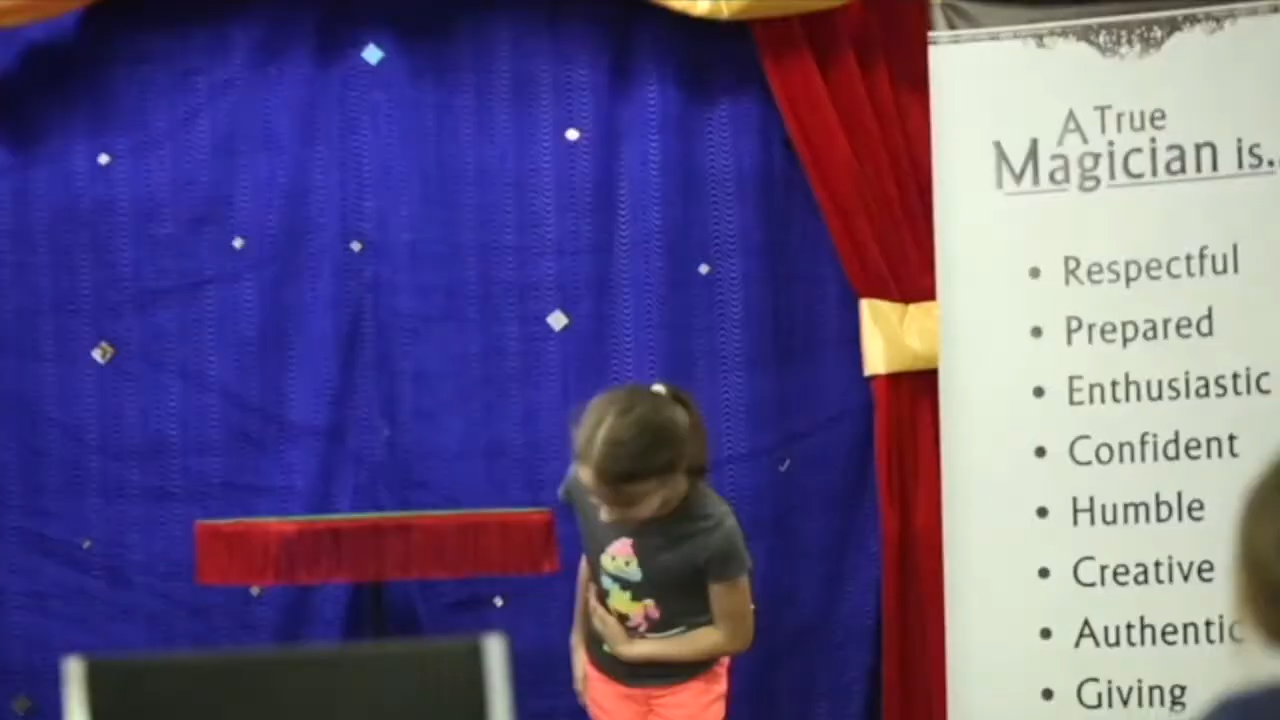 A True
Magician is..
• Respectful
• Prepared
• Enthusiastic
• Confident
• Humble
• Creative
• Authentic
• Giving